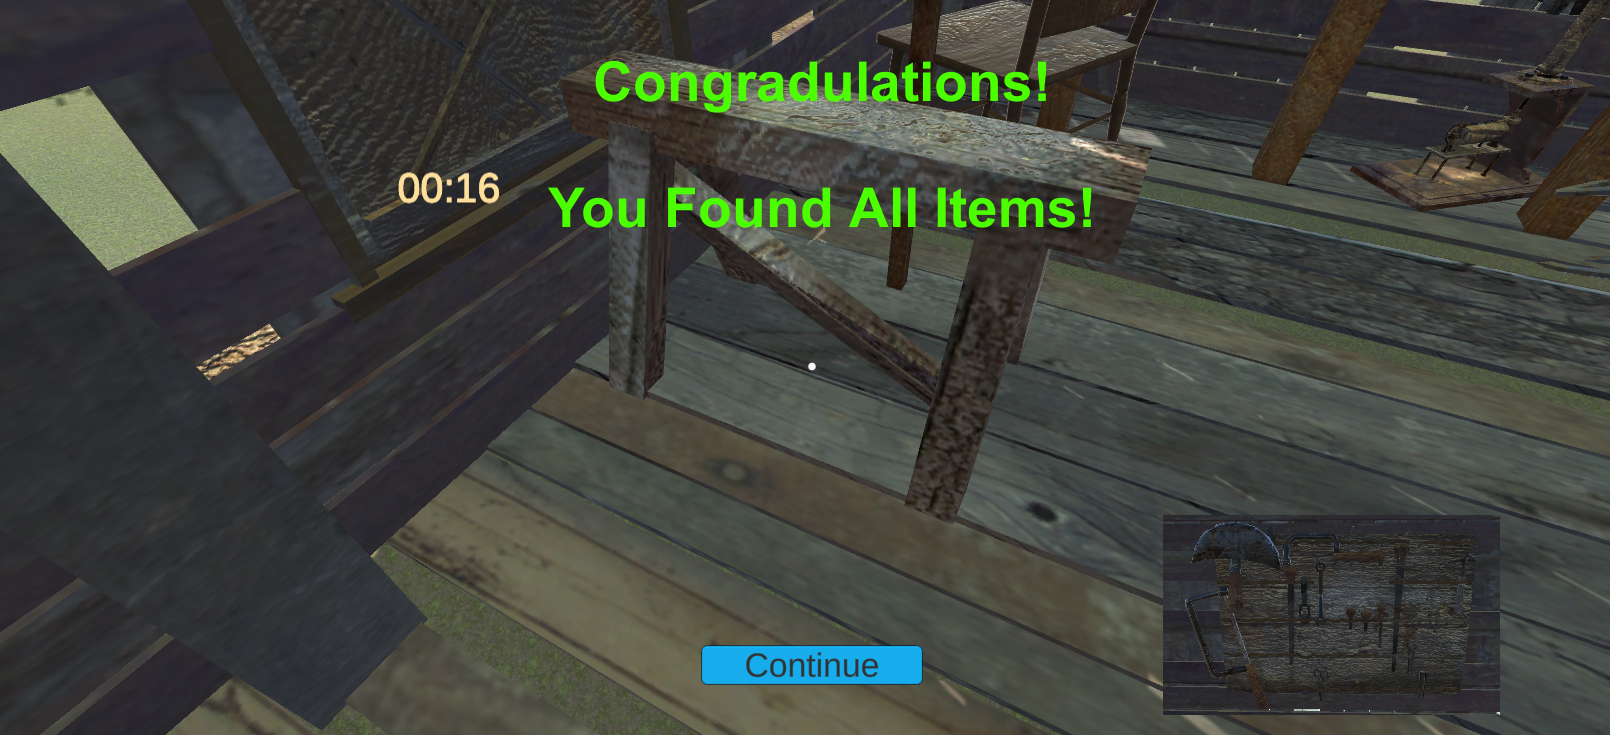 Congradulations!
00:16
You Found All Items!
Continue